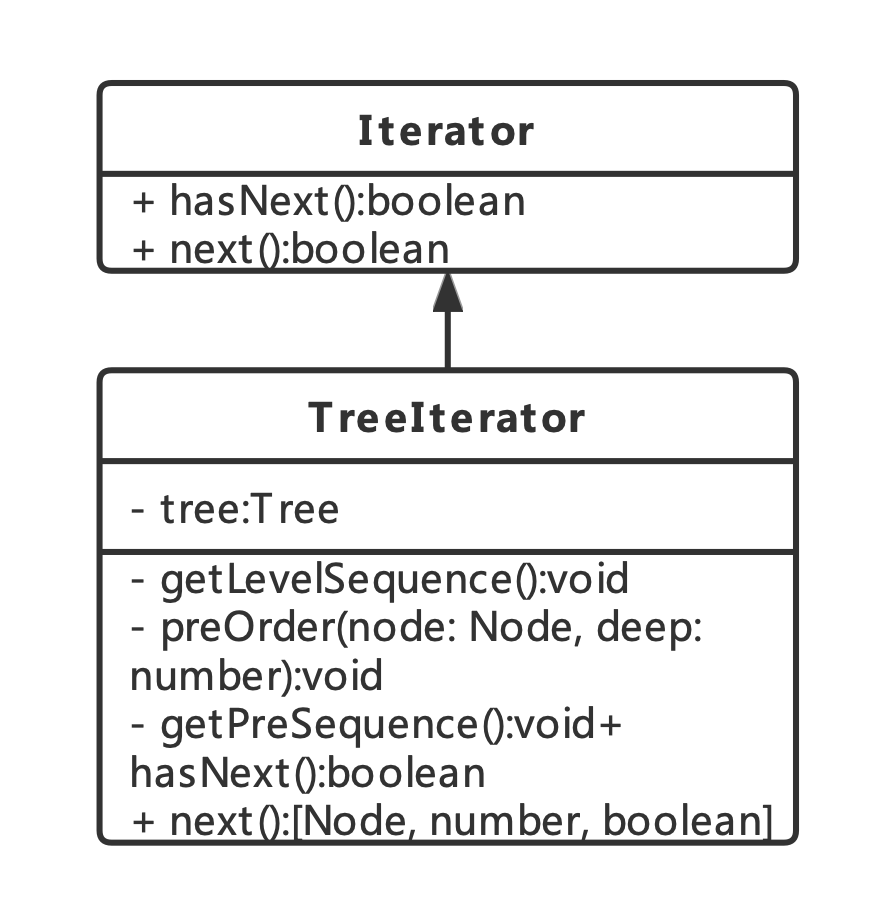 Iterator
+ hasNext():boolean
+ next():boolean
TreeIterator
- tree:Tree
- getLevelSequence():void
- preOrder(node: Node, deep:
number):void
- getPreSequence():void+
hasNext():boolean
+ next():[Node, number, boolean]